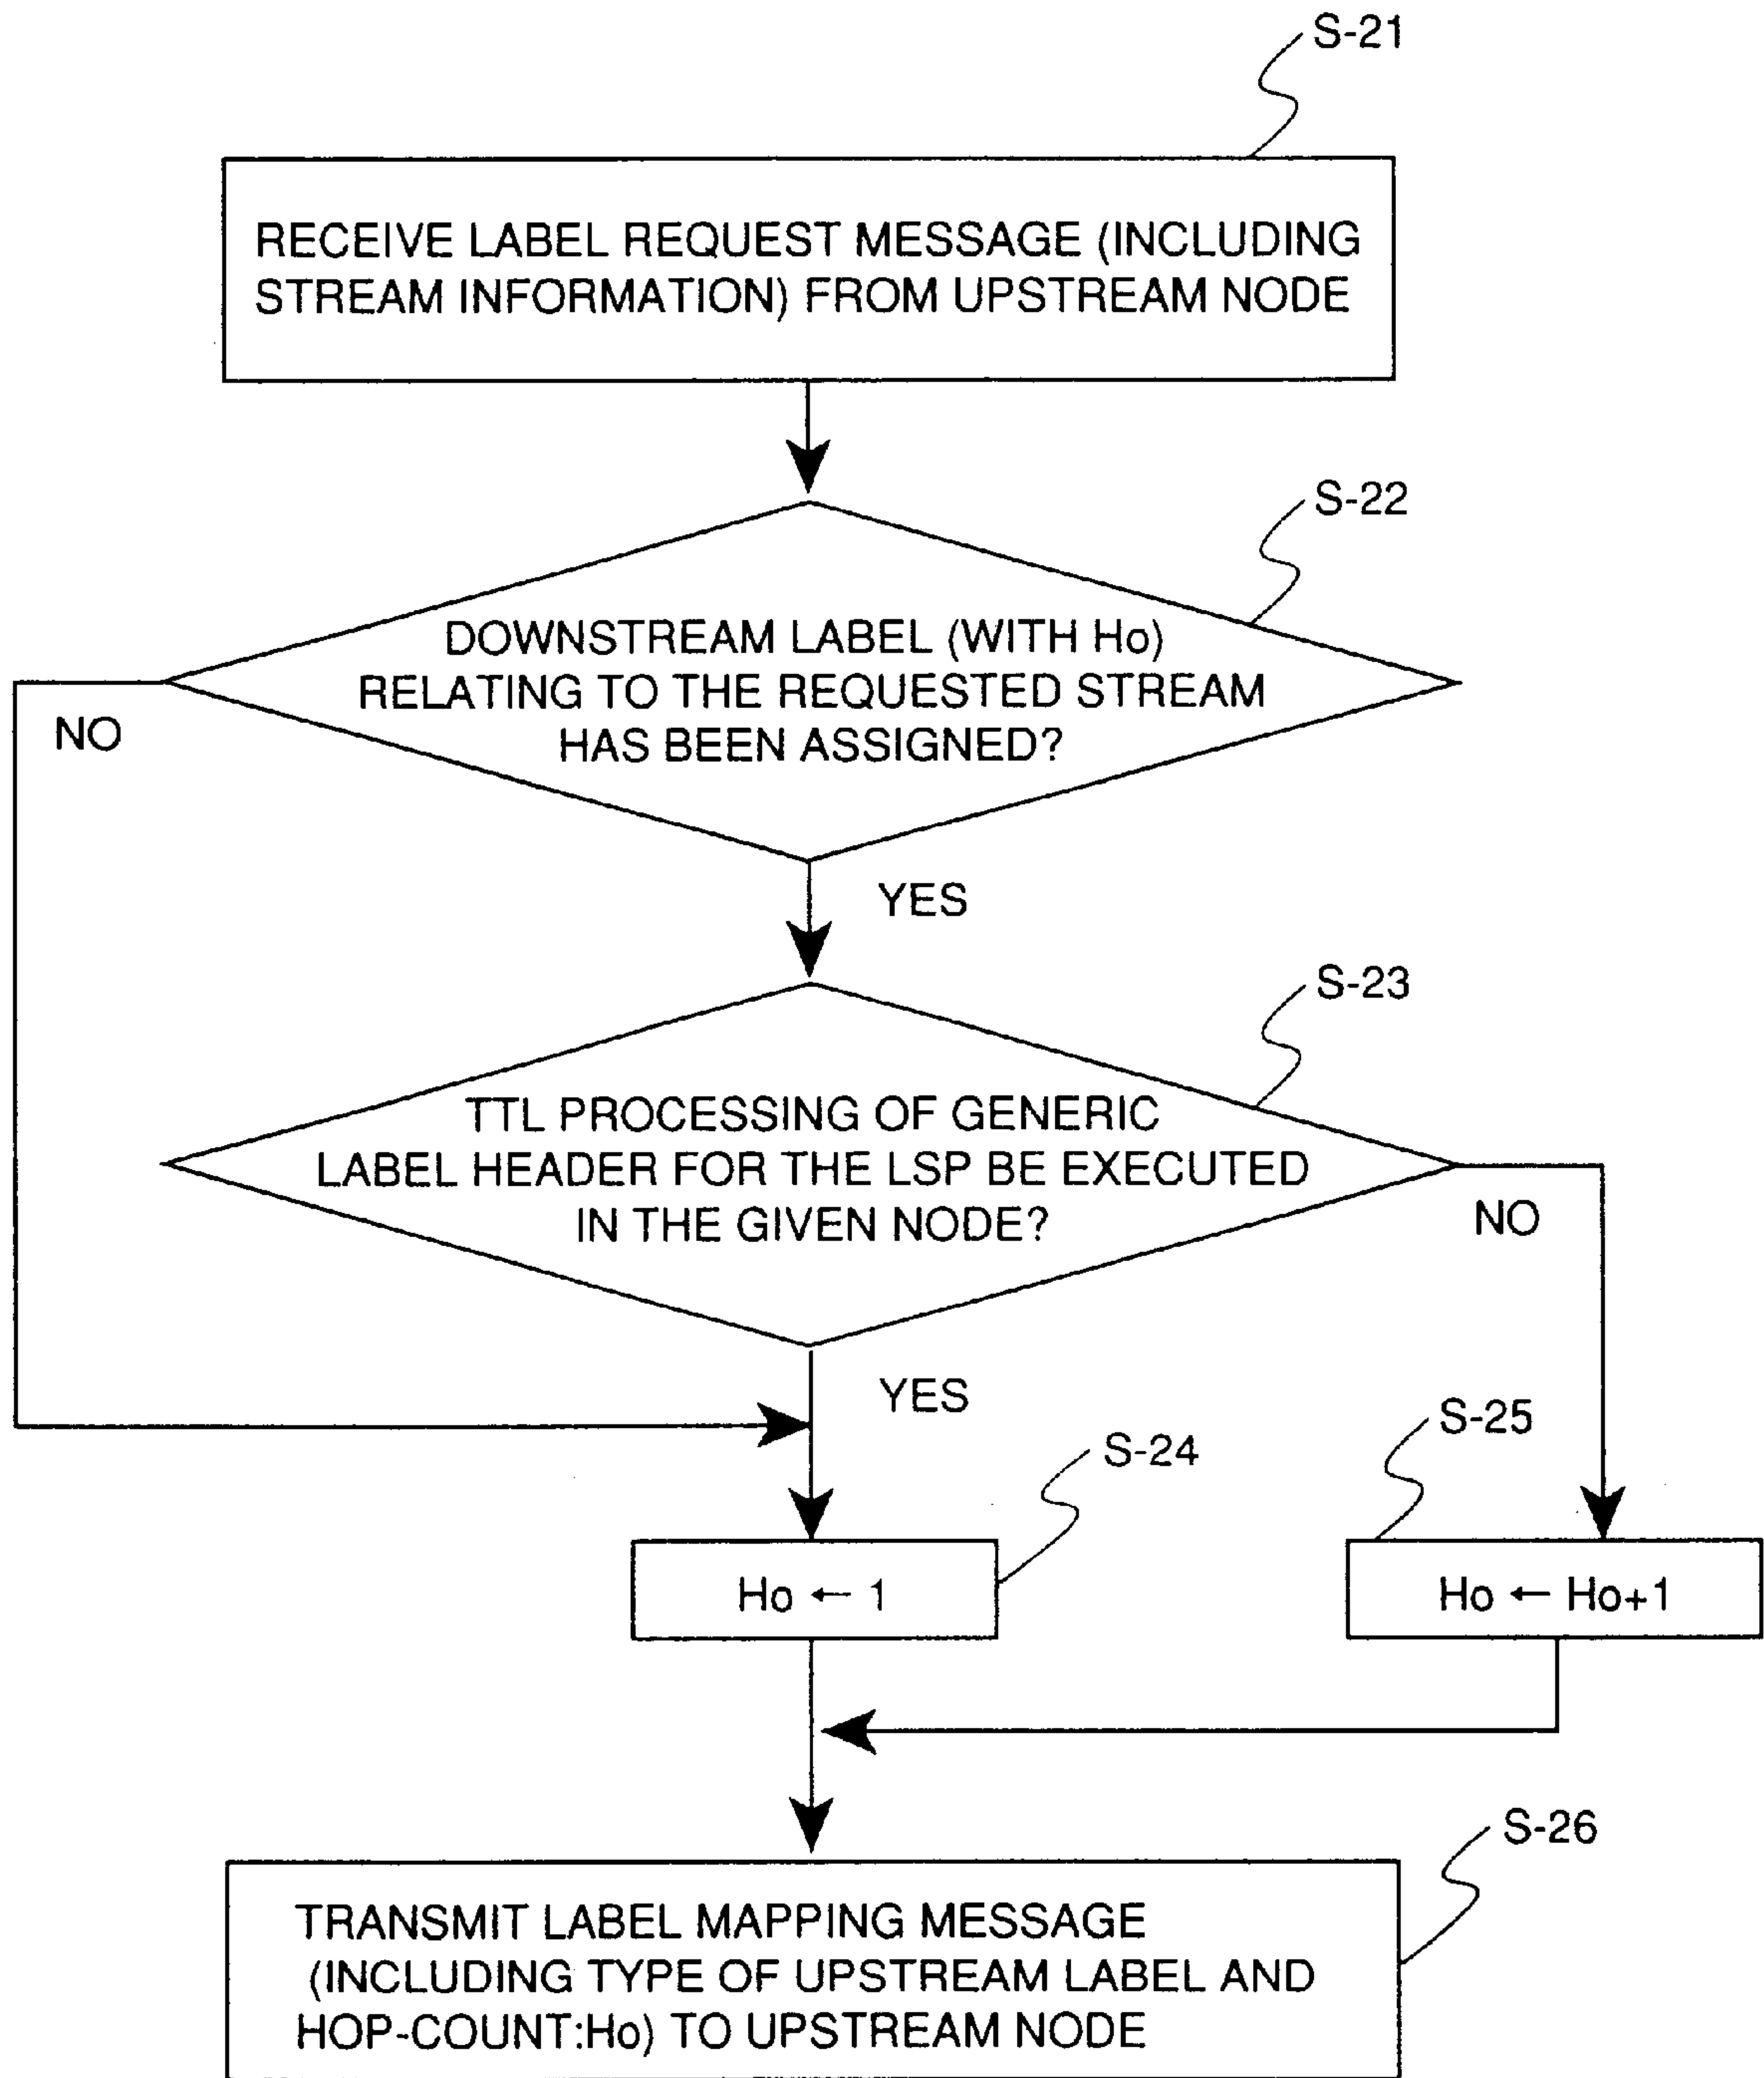 S-21
RECEIVE LABEL REQUEST MESSAGE (INCLUDING
STREAM INFORMATION) FROM UPSTREAM NODE
S-22
DOWNSTREAM LABEL (WITH Ho)
RELATING TO THE REQUESTED STREAM
HAS BEEN ASSIGNED?
NO
YES
S-23
TTL PROCESSING OF GENERIC
LABEL HEADER FOR THE LSP BE EXECUTED
IN THE GIVEN NODE?
NO
YES
S-24
S-25
Ho ← 1
Ho ← Ho+1
S-26
TRANSMIT LABEL MAPPING MESSAGE
(INCLUDING TYPE OF UPSTREAM LABEL AND
HOP-COUNT:Ho) TO UPSTREAM NODE